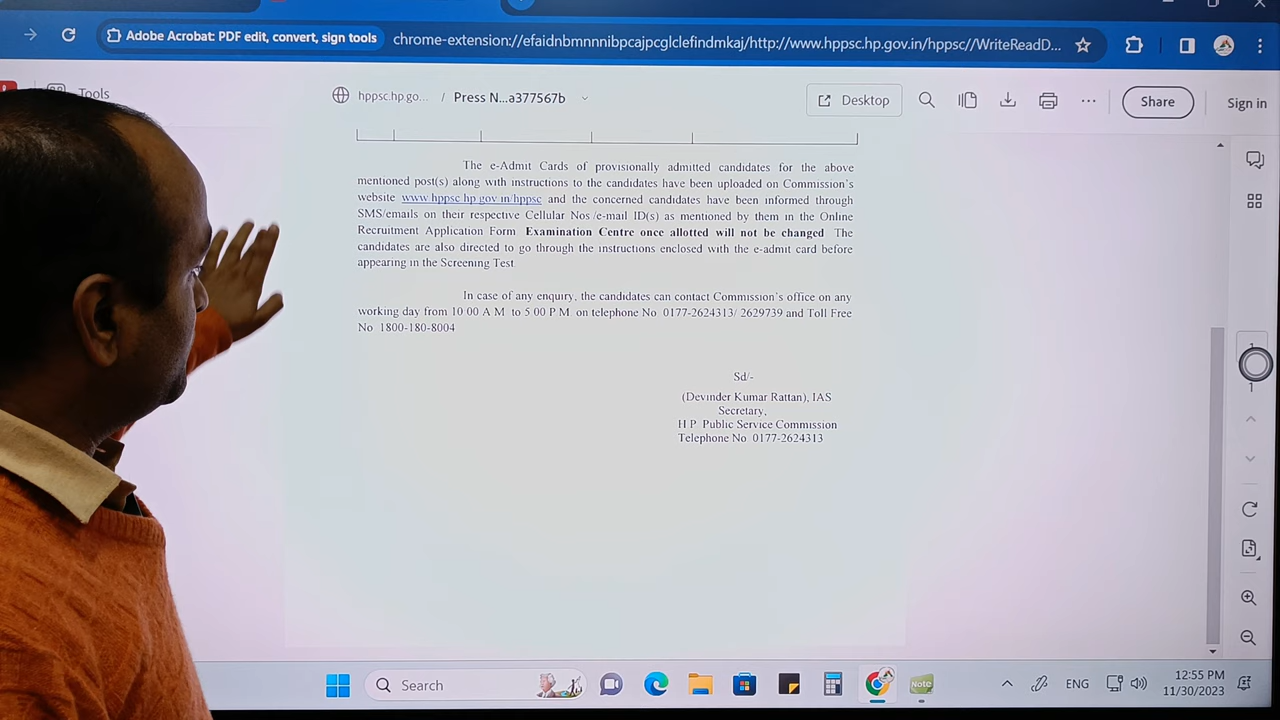 Adobe Acrobat: PDF edit, convert, sign tools
chrome-extension://efaidnbmnnnibpcajpcglclefindmkaj/http://www.hppsc.hp.gov.in/hppsc//WriteReadD...
Tools
hppsc.hp.go... / Press N...a377567b
Desktop
Share
Sign in
The e-Admit Cards of provisionally admitted candidates for the above
mentioned post(s) along with instructions to the candidates have been uploaded on Commission's
website www.hppsc.hp.gov.in/hppsc and the concerned candidates have been informed through
SMS/emails on their respective Cellular Nos /e-mail ID(s) as mentioned by them in the Online
Recruitment Application Form Examination Centre once allotted will not be changed The
candidates are also directed to go through the instructions enclosed with the e-admit card before
appearing in the Screening Test
In case of any enquiry, the candidates can contact Commission's office on any
working day from 10 00 A M to 5 00 P M on telephone No 0177-2624313/ 2629739 and Toll Free
No 1800-180-8004
Sd/-
(Devinder Kumar Rattan), IAS
Secretary,
H P Public Service Commission
Telephone No 0177-2624313
1
Search
Note
ENG
12:55 PM
11/30/2023